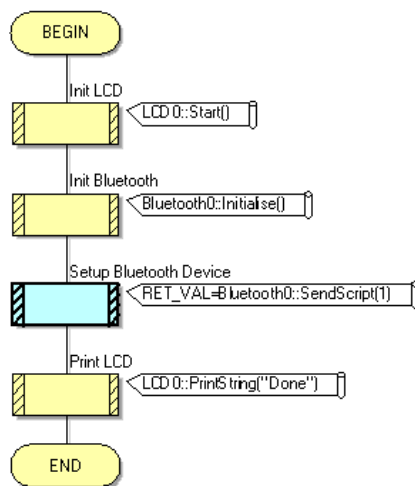 BEGIN
Init LCD
LCD0::Start()
Init Bluetooth
Bluetooth0::Initialise()
Setup Bluetooth Device
RET_VAL=Bluetooth0::SendScript(1)
Print LCD
LCD0::PrintString("Done")
END